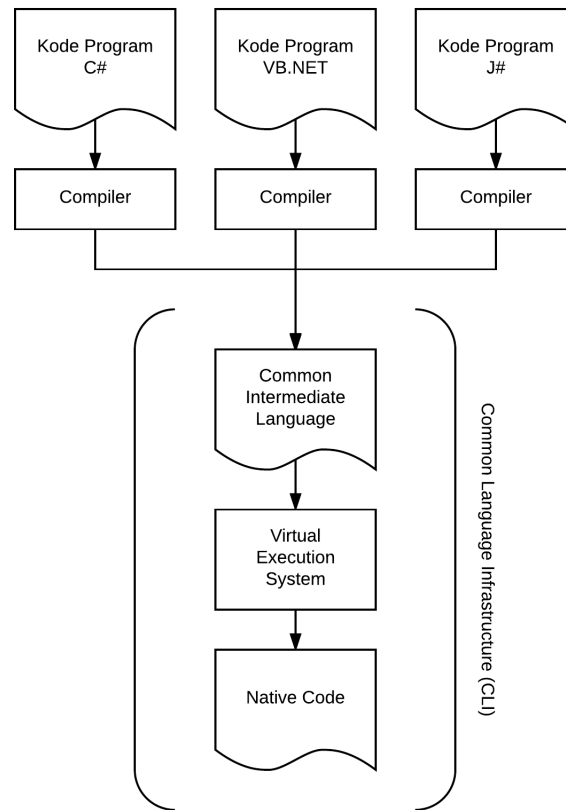 Kode Program
C#
Kode Program
VB.NET
Kode Program
J#
Compiler
Compiler
Compiler
Common
Intermediate
Language
Virtual
Execution
System
Native Code
Common Language Infrastructure (CLI)